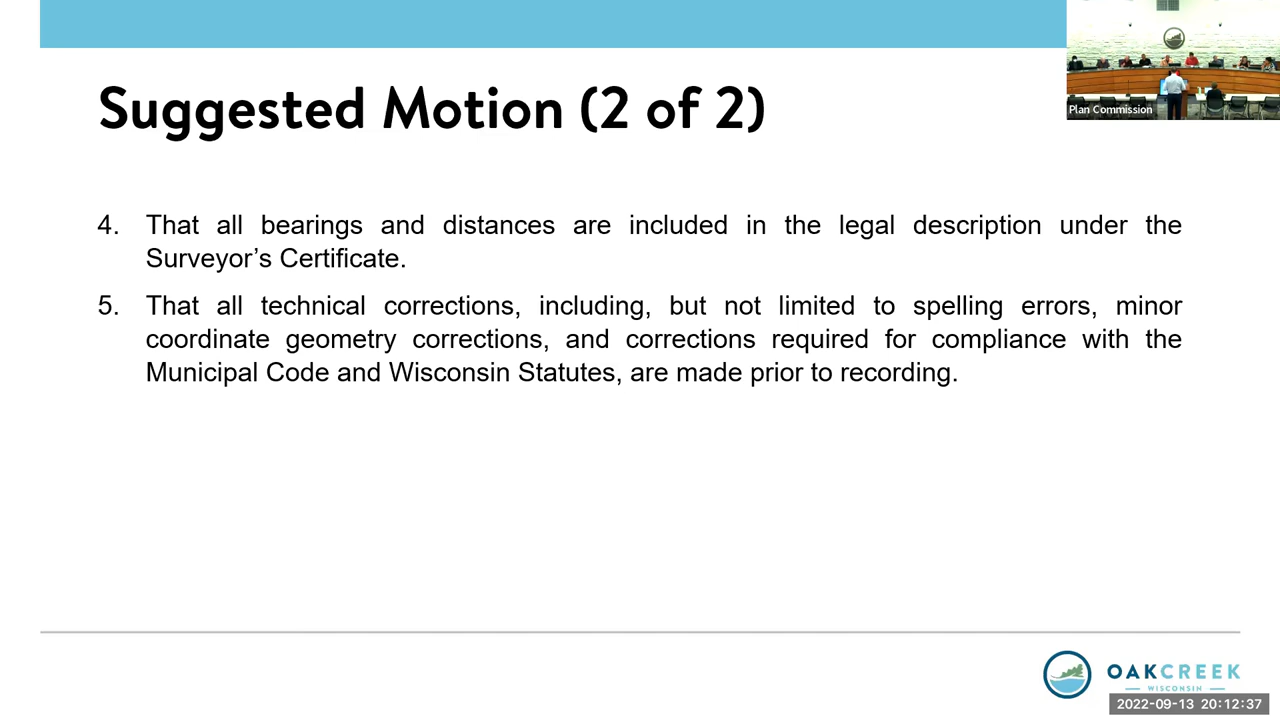 Suggested Motion (2 of 2)
Plan Commission
4. That all bearings and distances are included in the legal description under the
Surveyor’s Certificate.
5. That all technical corrections, including, but not limited to spelling errors, minor
coordinate geometry corrections, and corrections required for compliance with the
Municipal Code and Wisconsin Statutes, are made prior to recording.
OAKCREEK
WISCONSIN
2022-09-13 20:12:37